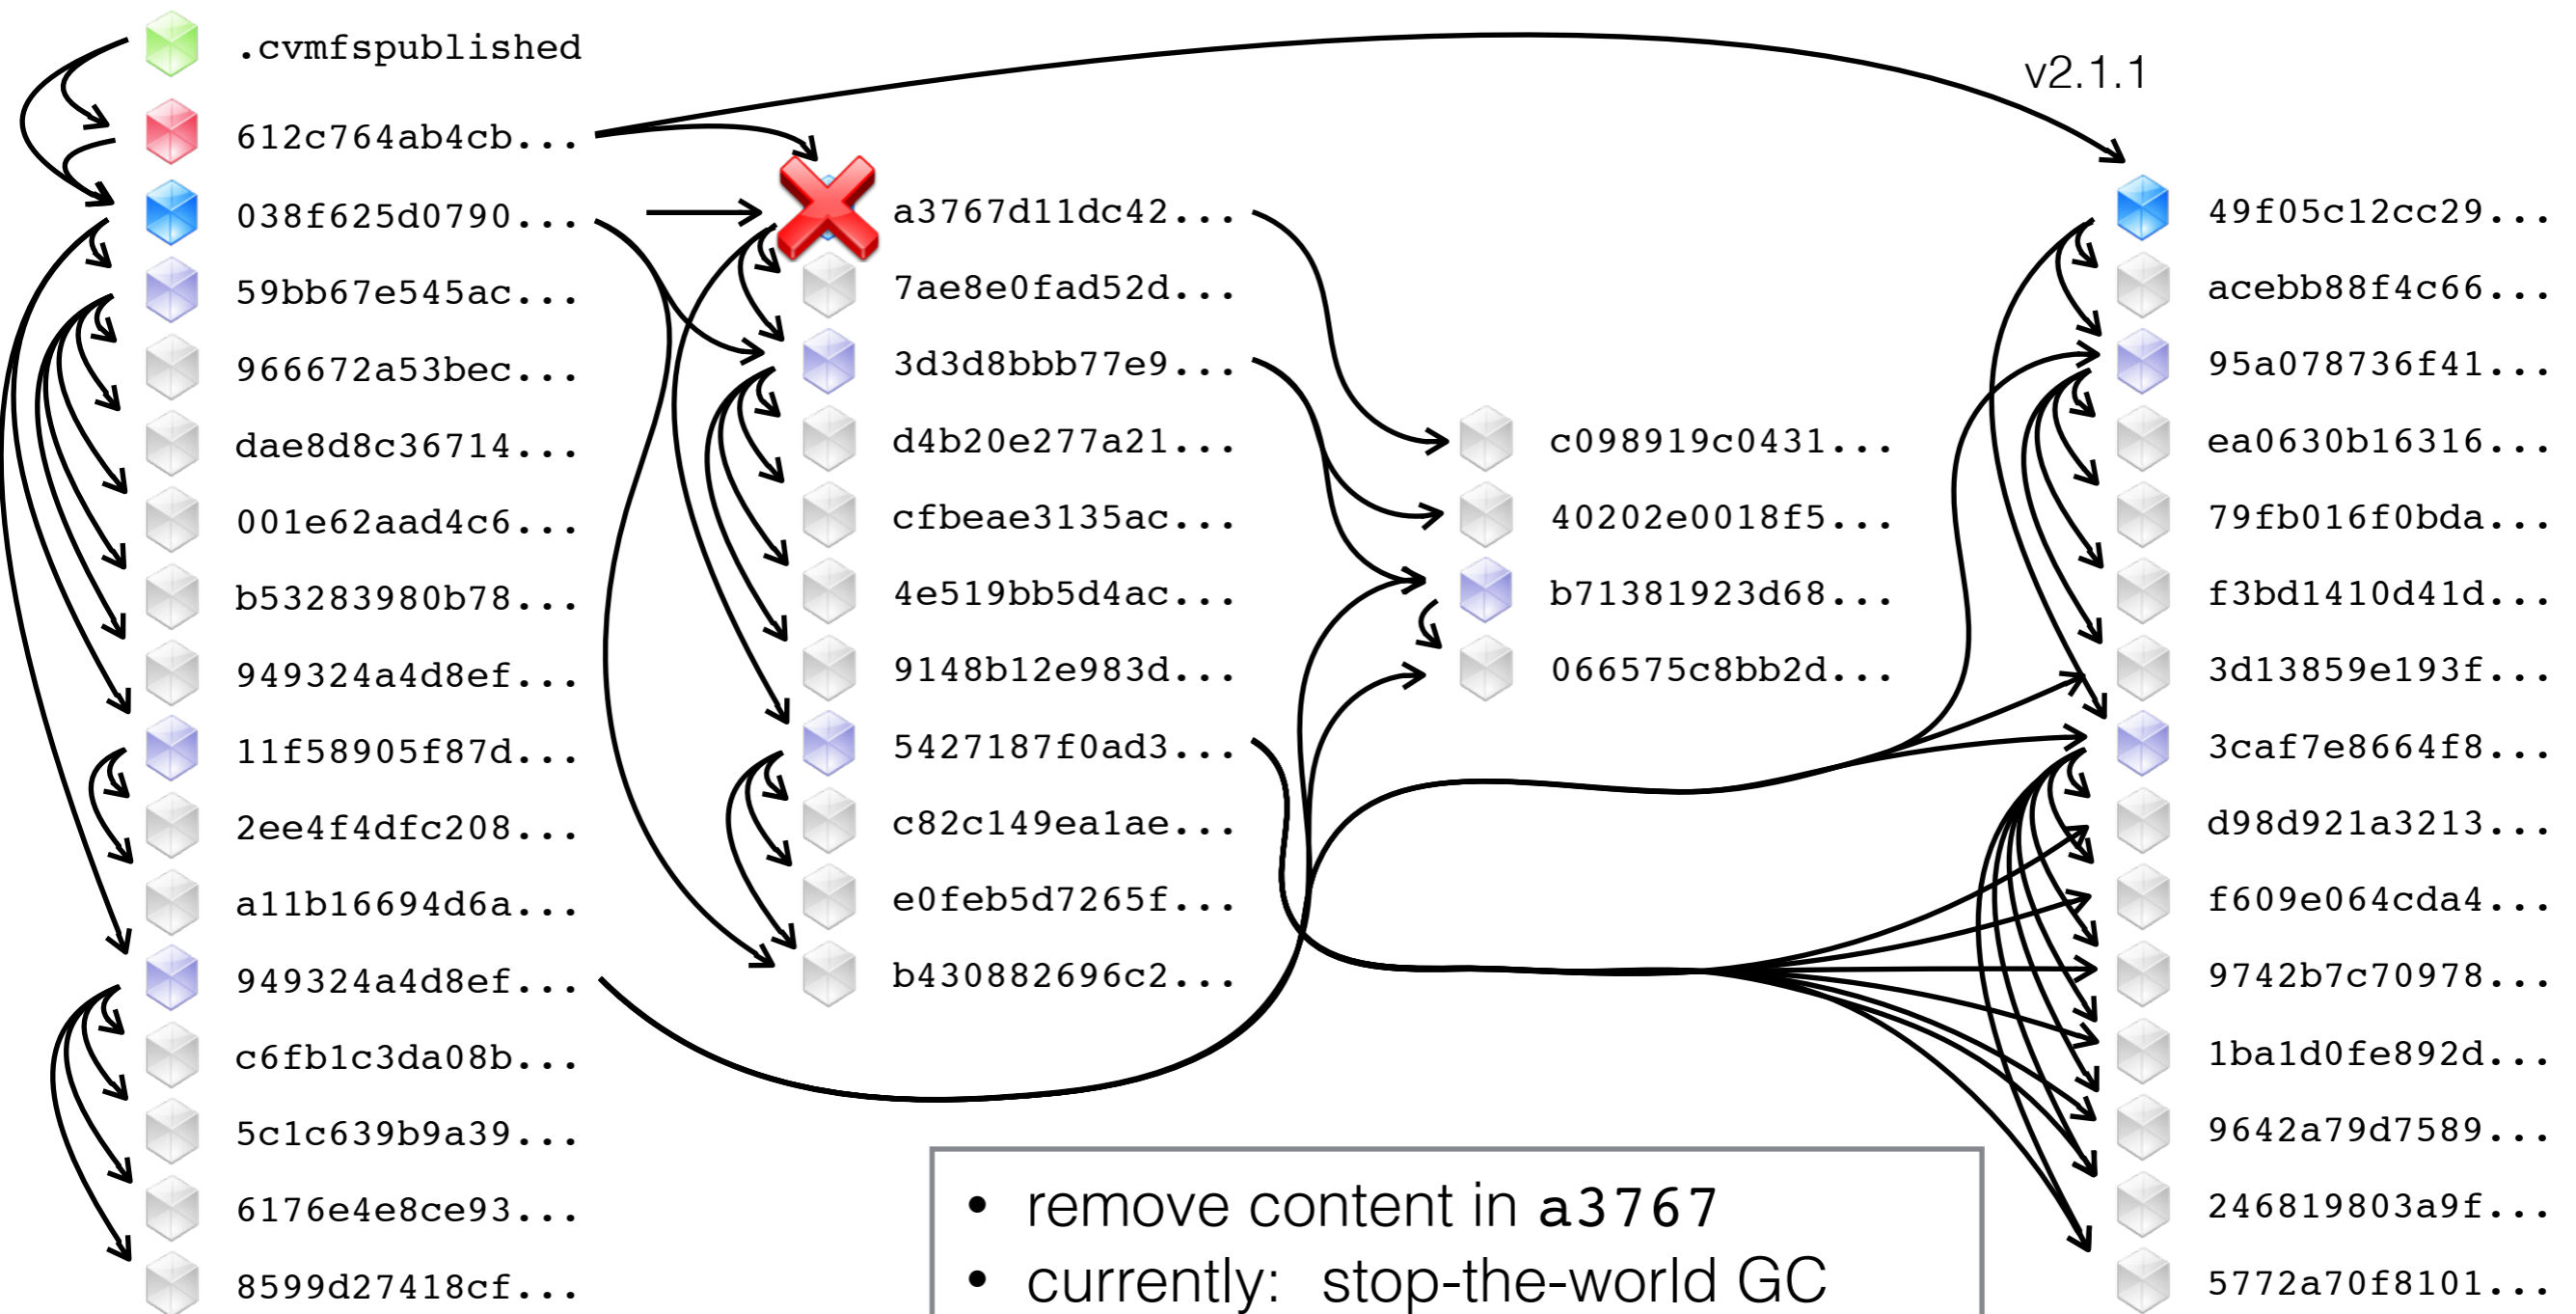 .cvmfspublished
612c764ab4cb...
038f625d0790...
59bb67e545ac...
966672a53bec...
dae8d8c36714...
001e62aad4c6...
b53283980b78...
949324a4d8ef...
11f58905f87d...
2ee4f4dfc208...
a11b16694d6a...
949324a4d8ef...
c6fb1c3da08b...
5c1c639b9a39...
6176e4e8ce93...
8599d27418cf...
a3767d11dc42...
7ae8e0fad52d...
3d3d8bbb77e9...
d4b20e277a21...
cfbeae3135ac...
4e519bb5d4ac...
9148b12e983d...
5427187f0ad3...
c82c149ea1ae...
e0feb5d7265f...
b430882696c2...
c098919c0431...
40202e0018f5...
b71381923d68...
066575c8bb2d...
v2.1.1
49f05c12cc29...
acebb88f4c66...
95a078736f41...
ea0630b16316...
79fb016f0bda...
f3bd1410d41d...
3d13859e193f...
3caf7e8664f8...
d98d921a3213...
f609e064cda4...
9742b7c70978...
1ba1d0fe892d...
9642a79d7589...
246819803a9f...
5772a70f8101...
• remove content in a3767
• currently: stop-the-world GC